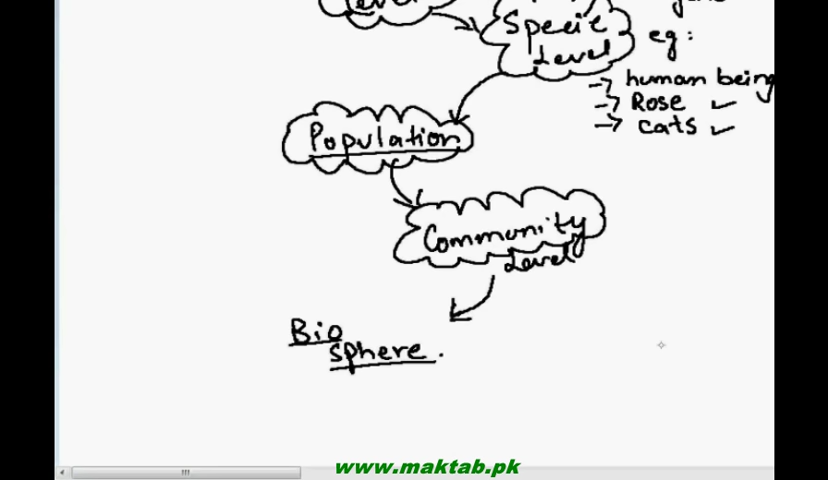 Level
Specie
Level
eg:
→ human being
→ Rose ✓
→ cats ✓
Population
Community
Level
Bio
sphere.
www.maktab.pk